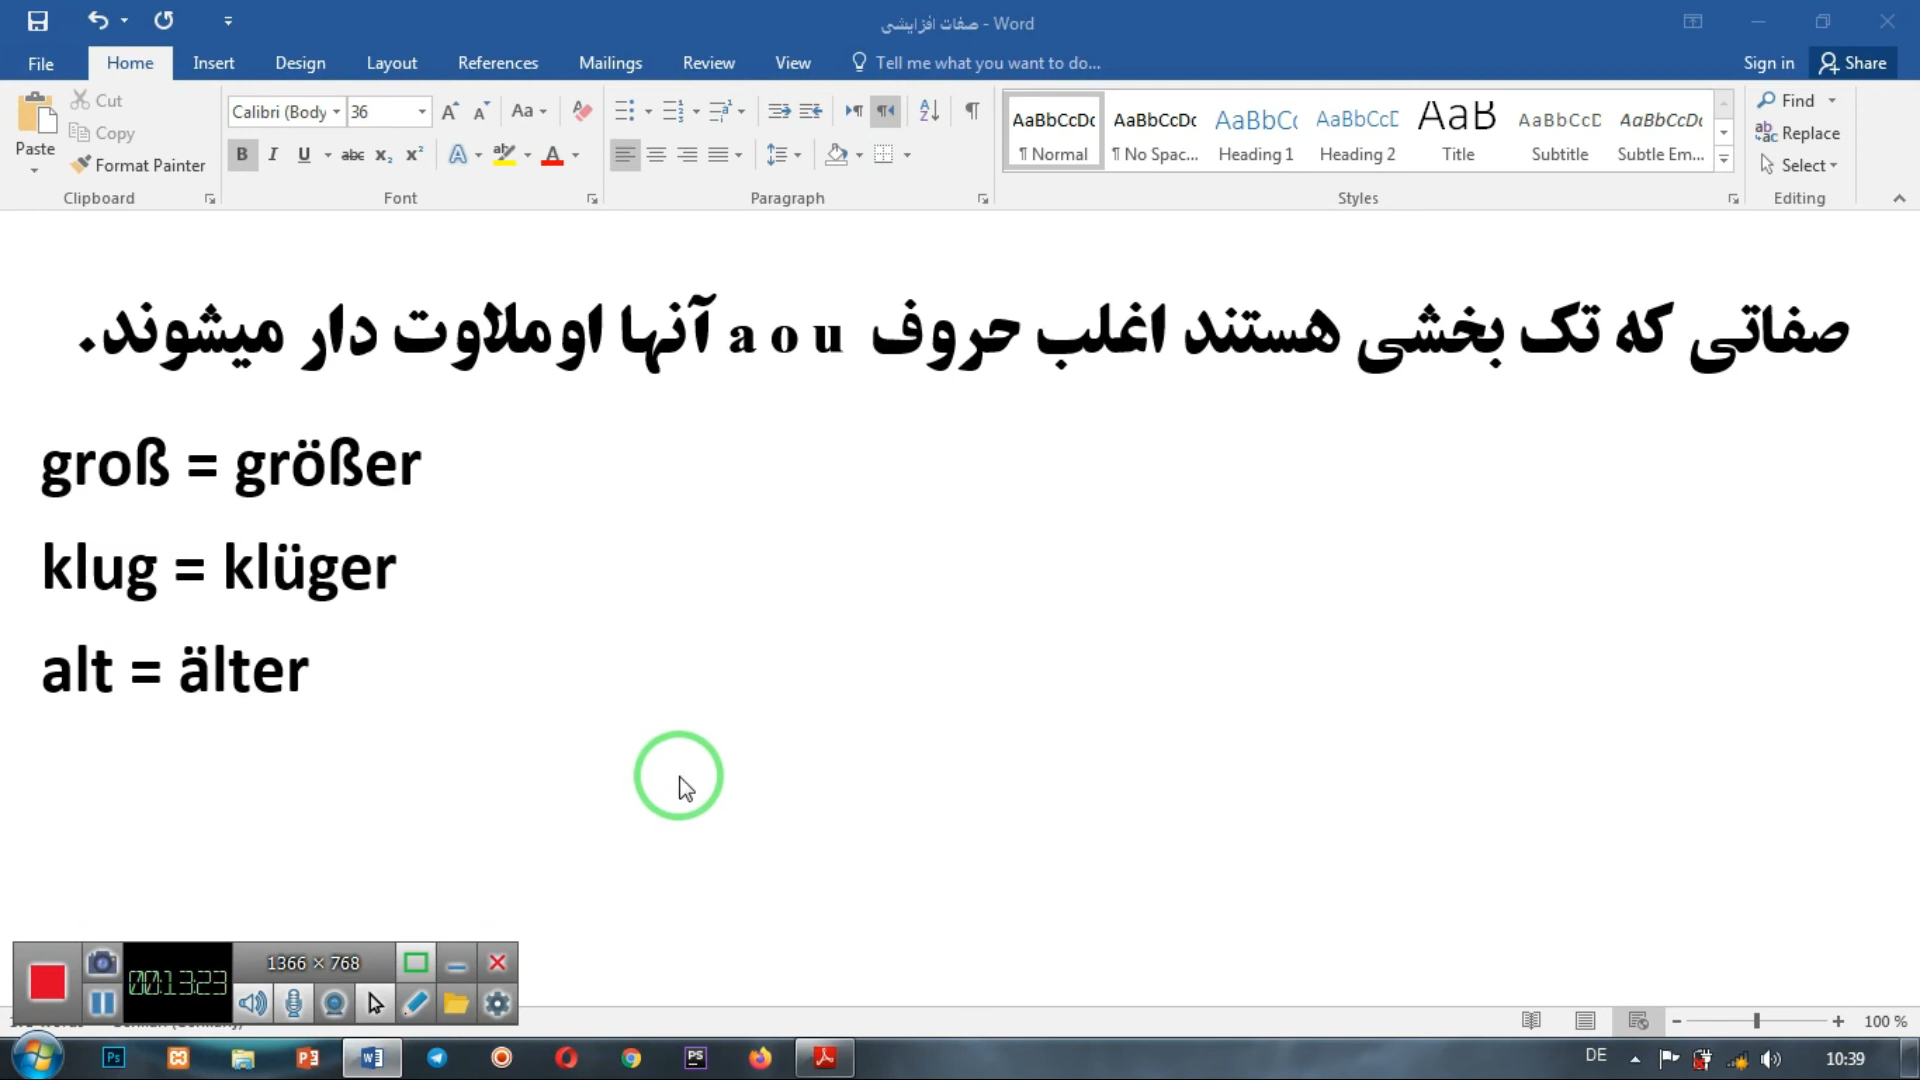 صفات افزایشی - Word
File Home Insert Design Layout References Mailings Review View Tell me what you want to do... Sign in Share
Paste Cut Copy Format Painter Clipboard
Calibri (Body 36 Font
Paragraph
AaBbCcDc AaBbCcDc AaBbC AaBbCcD AaB AaBbCcD AaBbCcDc
¶ Normal ¶ No Spac... Heading 1 Heading 2 Title Subtitle Subtle Em...
Styles
Find Replace Select Editing
صفاتی که تک بخشی هستند اغلب حروف a o u آنها اوملاوت دار میشوند.
groß = größer
klug = klüger
alt = älter
00:13:23
1366 × 768
100 %
DE
10:39